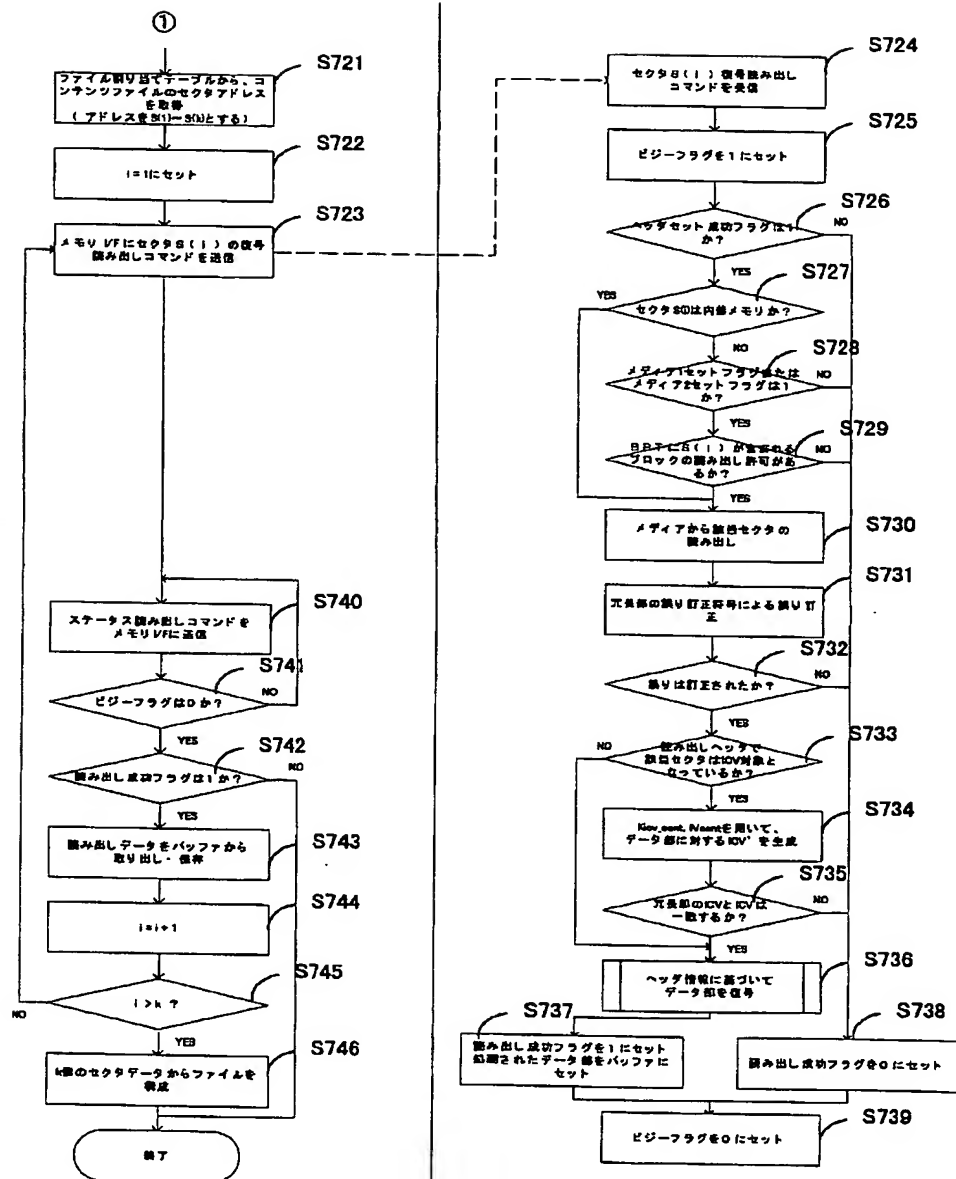 ①
S721
ファイル割り当てテーブルから、コ
ンテンツファイルのセクタアドレス
を取得
( アドレスをS(1)~S(k)とする)
S722
i=1にセット
S723
メモリ I/FにセクタS(i)の復号
読み出しコマンドを送信
S740
ステータス読み出しコマンドを
メモリI/Fに送信
S741
ビジーフラグは0か?
NO
YES
S742
読み出し成功フラグは1か?
NO
YES
S743
読み出しデータをバッファから
取り出し・保存
S744
i=i+1
S745
i>k ?
NO
YES
S746
k個のセクタデータからファイルを
構成
終了
S724
セクタS(i)復号読み出し
コマンドを受信
S725
ビジーフラグを1にセット
S726
ヘッダセット成功フラグは1
か?
NO
YES
S727
セクタS(i)は内部メモリか?
YES
NO
S728
メディア1セットフラグまたは
メディア2セットフラグは1
か?
NO
YES
S729
BPTにS(i)が含まれる
ブロックの読み出し許可があ
るか?
NO
YES
S730
メディアから該当セクタの
読み出し
S731
冗長部の誤り訂正符号による誤り訂
正
S732
誤りは訂正されたか?
NO
YES
S733
読み出しヘッダで
該当セクタはICV対象と
なっているか?
NO
YES
S734
Kicv_cont, IVcontを用いて、
データ部に対するICV'を生成
S735
冗長部のICVとICV'は
一致するか?
NO
YES
S736
ヘッダ情報に基づいて
データ部を復号
S737
読み出し成功フラグを1にセット
処理されたデータ部をバッファに
セット
S738
読み出し成功フラグを0にセット
S739
ビジーフラグを0にセット